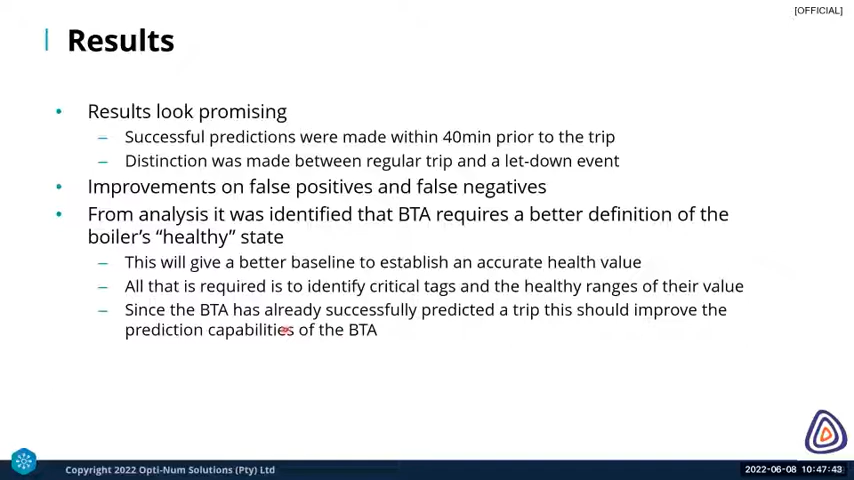 [OFFICIAL]
Results
• Results look promising
– Successful predictions were made within 40min prior to the trip
– Distinction was made between regular trip and a let-down event
• Improvements on false positives and false negatives
• From analysis it was identified that BTA requires a better definition of the
boiler's “healthy” state
– This will give a better baseline to establish an accurate health value
– All that is required is to identify critical tags and the healthy ranges of their value
– Since the BTA has already successfully predicted a trip this should improve the
prediction capabilities of the BTA
Copyright 2022 Opti-Num Solutions (Pty) Ltd
2022-06-08 10:47:43